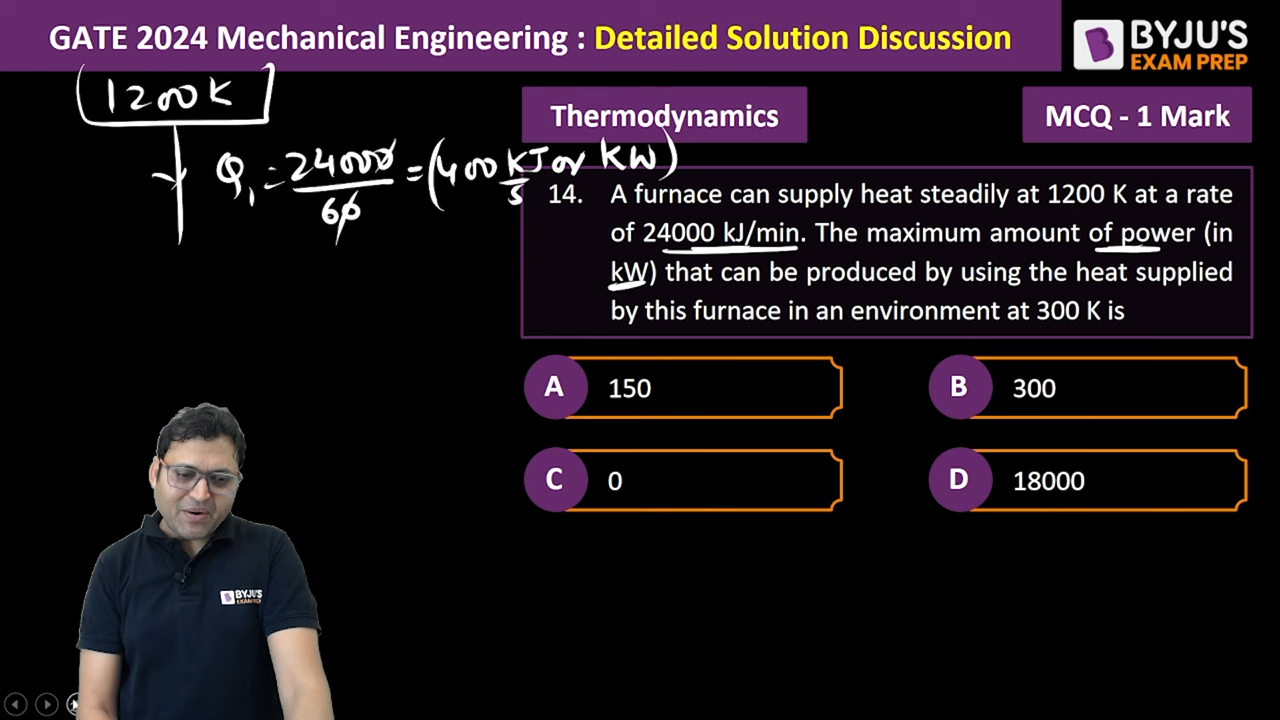 GATE 2024 Mechanical Engineering : Detailed Solution Discussion
BYJU'S
EXAM PREP
1200K
Thermodynamics
MCQ - 1 Mark
Q₁ = 24000/60 = (400 kJ/s or kW)
14. A furnace can supply heat steadily at 1200 K at a rate
of 24000 kJ/min. The maximum amount of power (in
kW) that can be produced by using the heat supplied
by this furnace in an environment at 300 K is
A 150
B 300
C 0
D 18000
BYJU'S
EXAM PREP